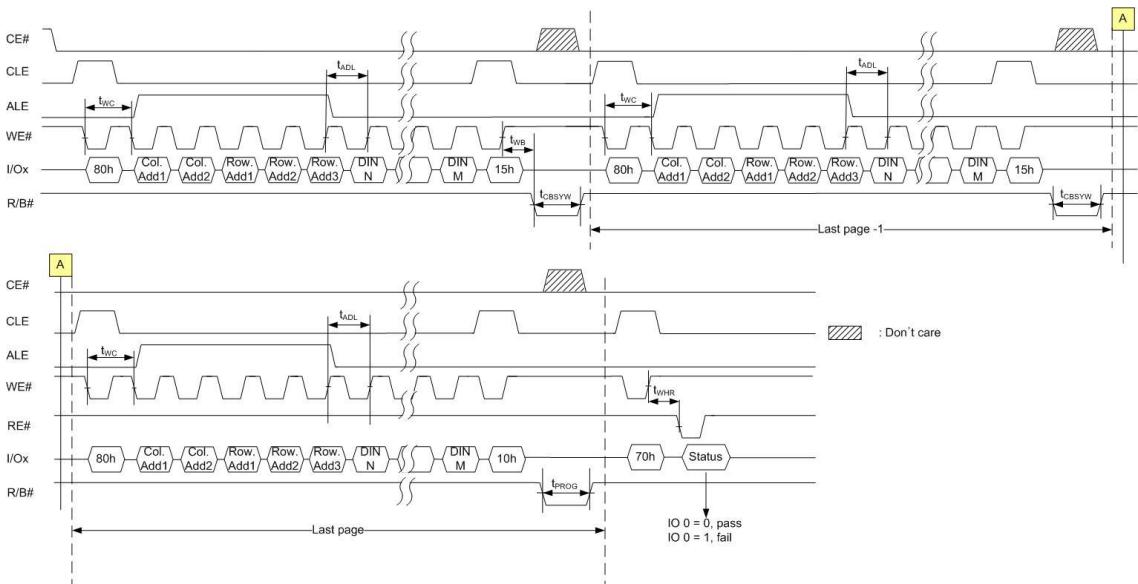 A
CE#
CLE
tADL
tADL
ALE
tWC
tWC
WE#
tWB
I/Ox
80h
Col. Add1
Col. Add2
Row. Add1
Row. Add2
Row. Add3
DIN N
DIN M
15h
80h
Col. Add1
Col. Add2
Row. Add1
Row. Add2
Row. Add3
DIN N
DIN M
15h
R/B#
tCBSYW
tCBSYW
Last page -1
A
CE#
CLE
tADL
: Don't care
ALE
tWC
WE#
tWHR
RE#
I/Ox
80h
Col. Add1
Col. Add2
Row. Add1
Row. Add2
Row. Add3
DIN N
DIN M
10h
70h
Status
R/B#
tPROG
IO 0 = 0, pass
IO 0 = 1, fail
Last page